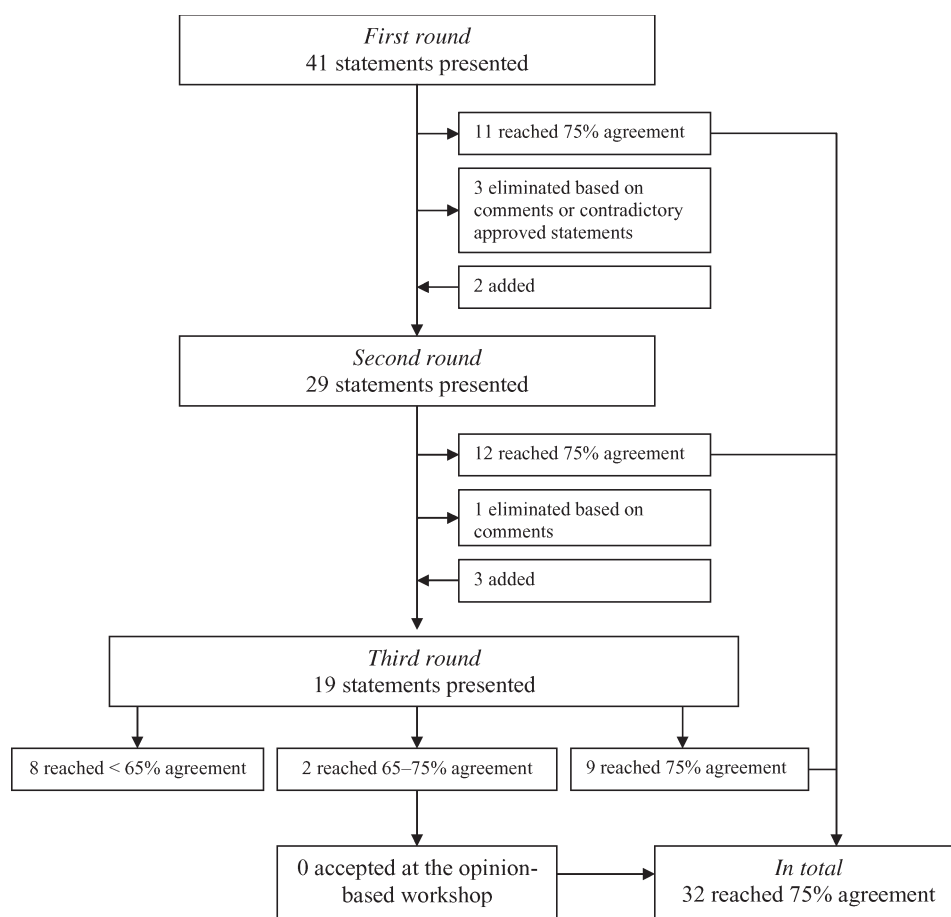 First round
41 statements presented
11 reached 75% agreement
3 eliminated based on
comments or contradictory
approved statements
2 added
Second round
29 statements presented
12 reached 75% agreement
1 eliminated based on
comments
3 added
Third round
19 statements presented
8 reached < 65% agreement
2 reached 65–75% agreement
9 reached 75% agreement
0 accepted at the opinion-
based workshop
In total
32 reached 75% agreement